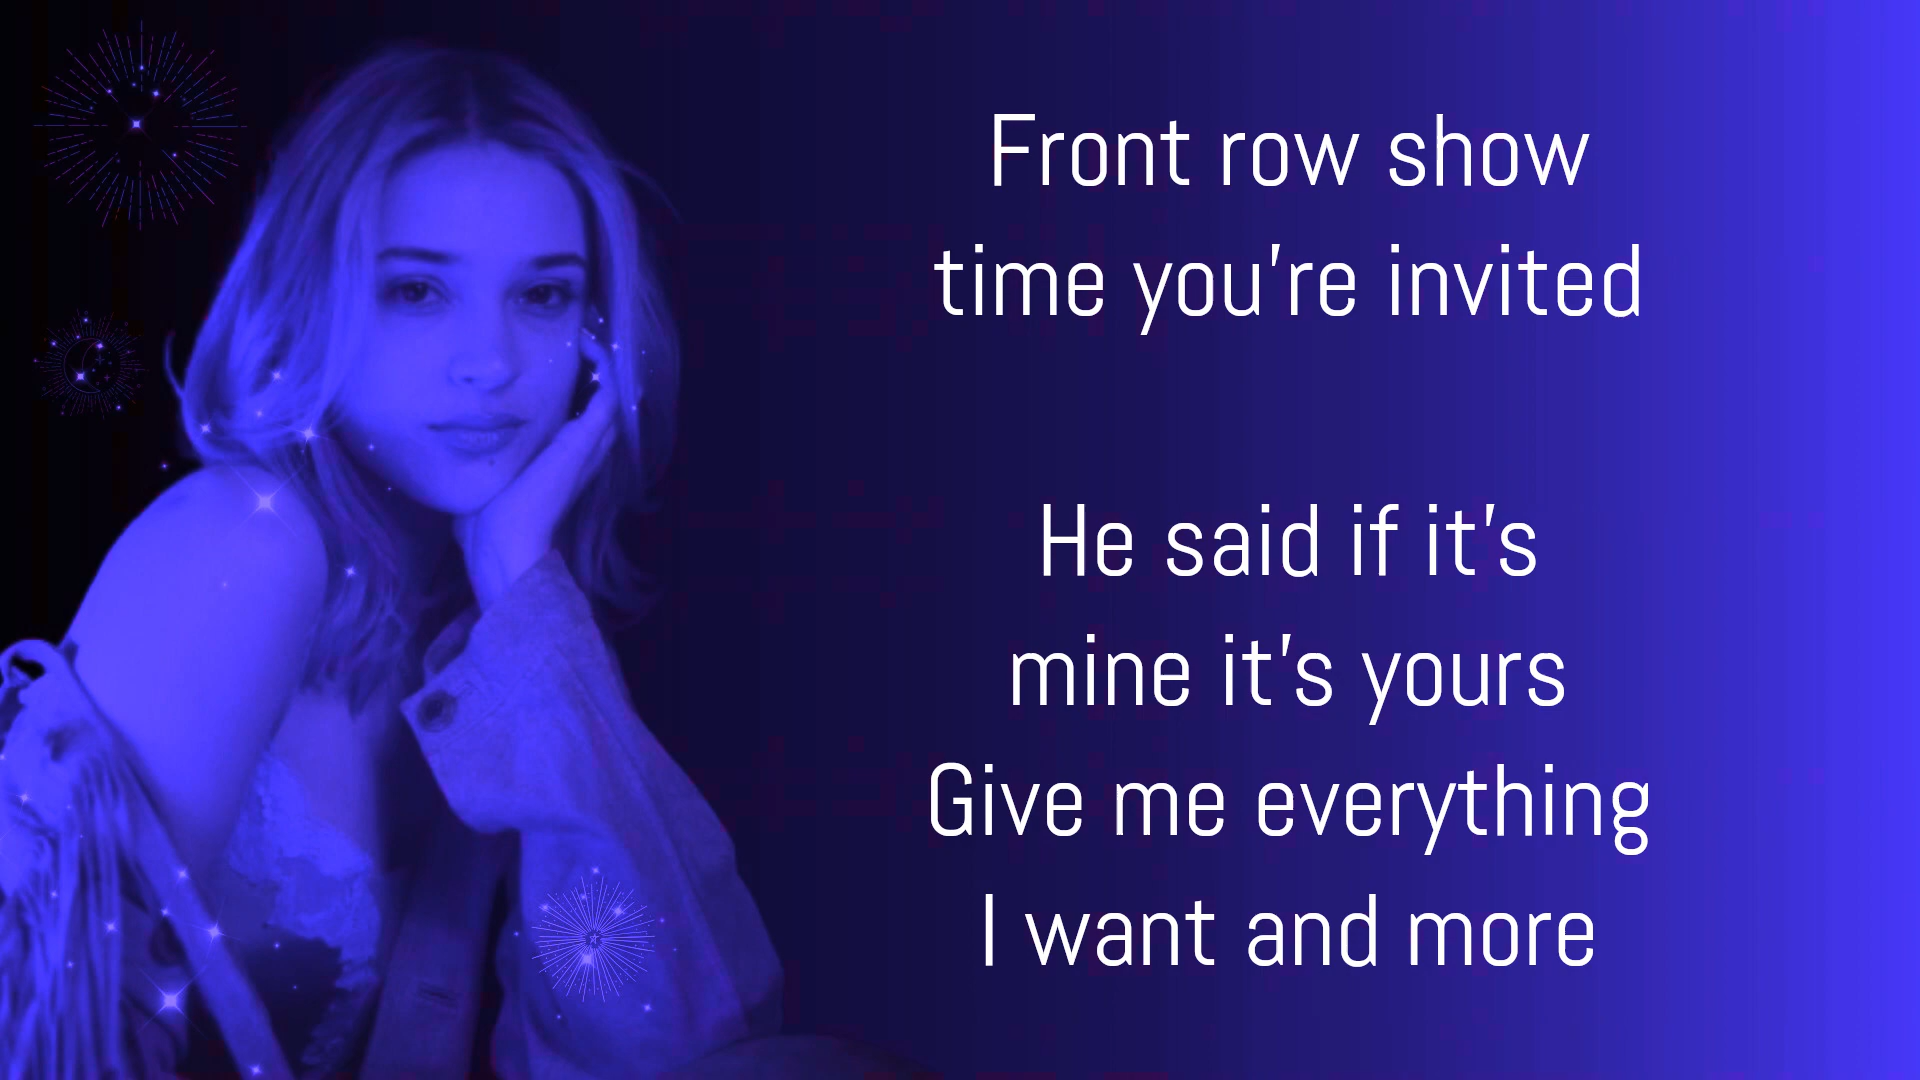 Front row show
time you're invited
He said if it's
mine it's yours
Give me everything
I want and more